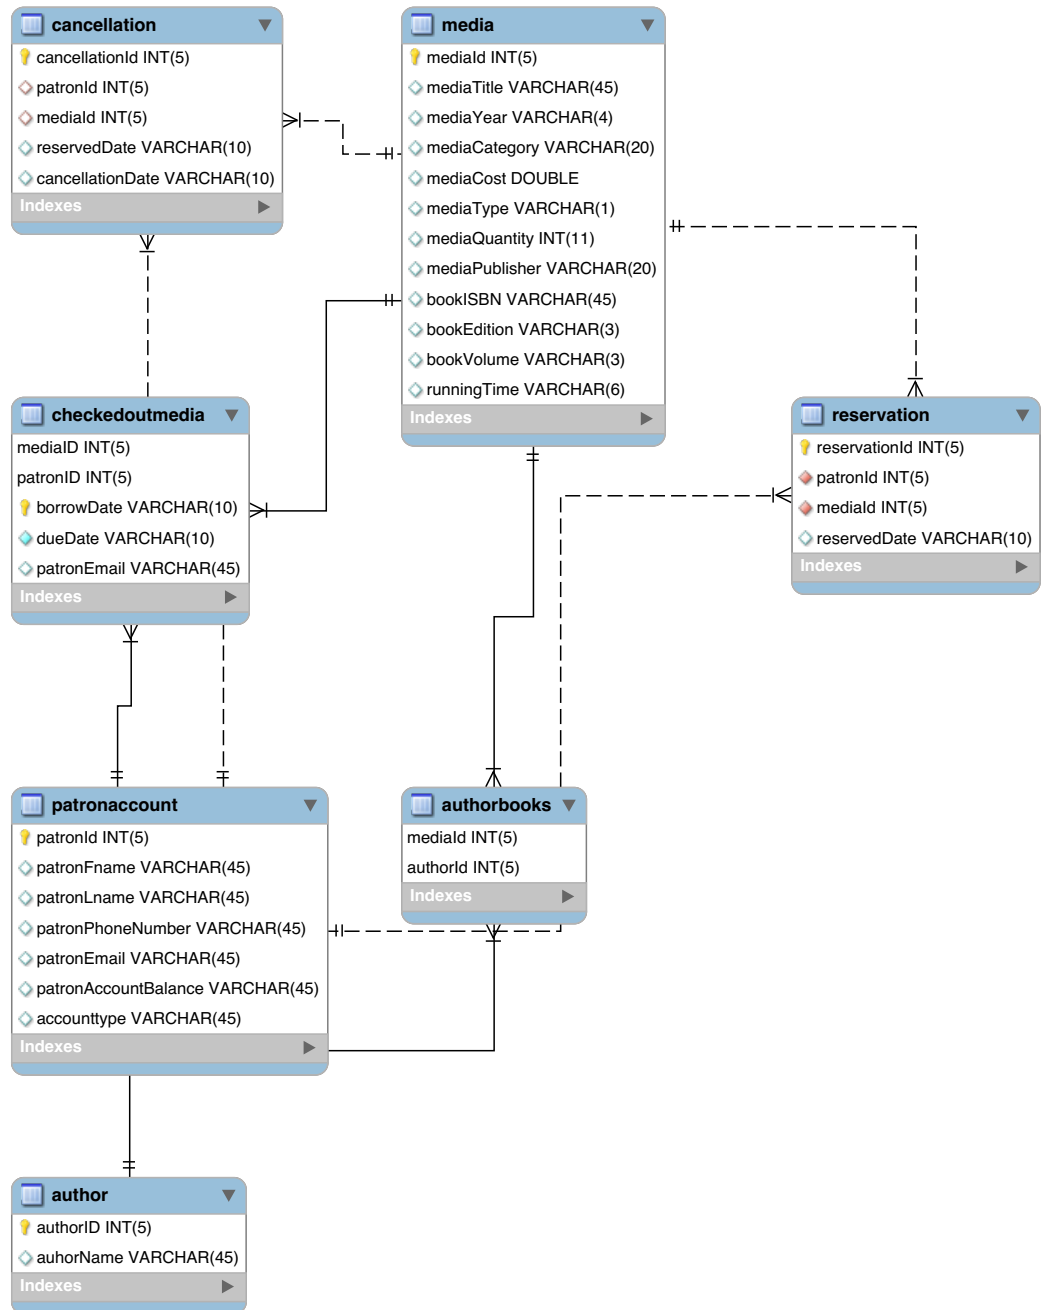 cancellation
cancellationId INT(5)
patronId INT(5)
mediaId INT(5)
reservedDate VARCHAR(10)
cancellationDate VARCHAR(10)
Indexes
media
mediaId INT(5)
mediaTitle VARCHAR(45)
mediaYear VARCHAR(4)
mediaCategory VARCHAR(20)
mediaCost DOUBLE
mediaType VARCHAR(1)
mediaQuantity INT(11)
mediaPublisher VARCHAR(20)
bookISBN VARCHAR(45)
bookEdition VARCHAR(3)
bookVolume VARCHAR(3)
runningTime VARCHAR(6)
Indexes
checkedoutmedia
mediaID INT(5)
patronID INT(5)
borrowDate VARCHAR(10)
dueDate VARCHAR(10)
patronEmail VARCHAR(45)
Indexes
reservation
reservationId INT(5)
patronId INT(5)
mediaId INT(5)
reservedDate VARCHAR(10)
Indexes
patronaccount
patronId INT(5)
patronFname VARCHAR(45)
patronLname VARCHAR(45)
patronPhoneNumber VARCHAR(45)
patronEmail VARCHAR(45)
patronAccountBalance VARCHAR(45)
accounttype VARCHAR(45)
Indexes
authorbooks
mediaId INT(5)
authorId INT(5)
Indexes
author
authorID INT(5)
auhorName VARCHAR(45)
Indexes